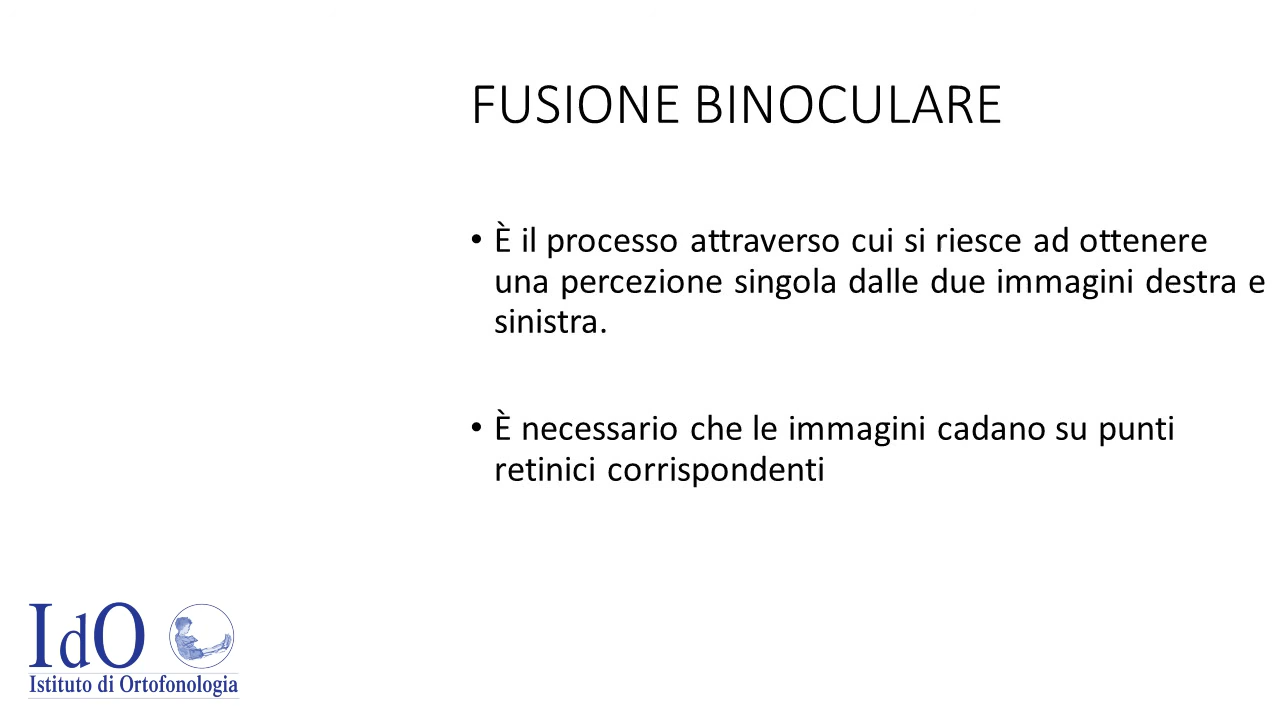 FUSIONE BINOCULARE
• È il processo attraverso cui si riesce ad ottenere
una percezione singola dalle due immagini destra e
sinistra.
• È necessario che le immagini cadano su punti
retinici corrispondenti
IdO
Istituto di Ortofonologia